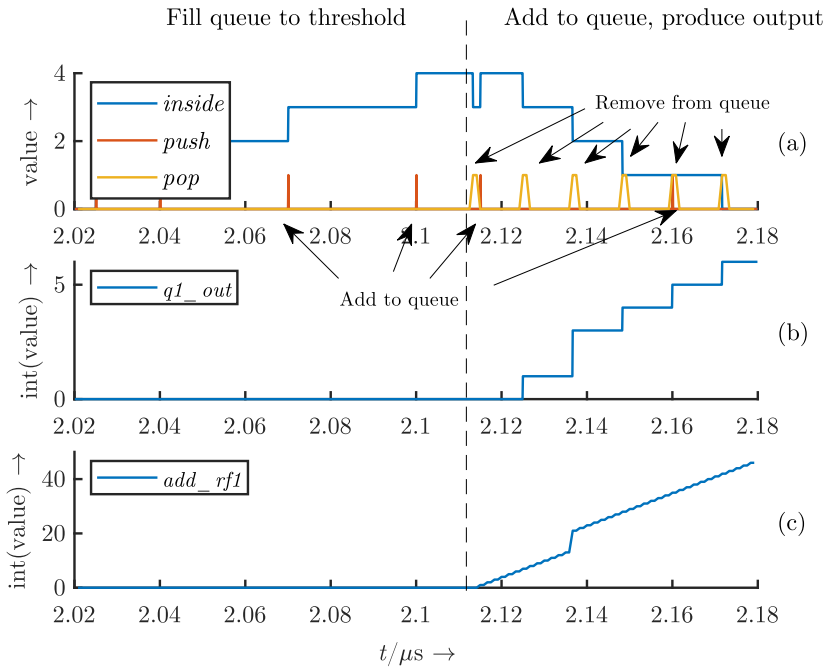 Fill queue to threshold
Add to queue, produce output
value →
4
2
0
inside
push
pop
Remove from queue
(a)
2.02 2.04 2.06 2.08 2.1 2.12 2.14 2.16 2.18
Add to queue
int(value) →
5
0
q1_out
(b)
2.02 2.04 2.06 2.08 2.1 2.12 2.14 2.16 2.18
int(value) →
40
20
0
add_rf1
(c)
2.02 2.04 2.06 2.08 2.1 2.12 2.14 2.16 2.18
t/μs →